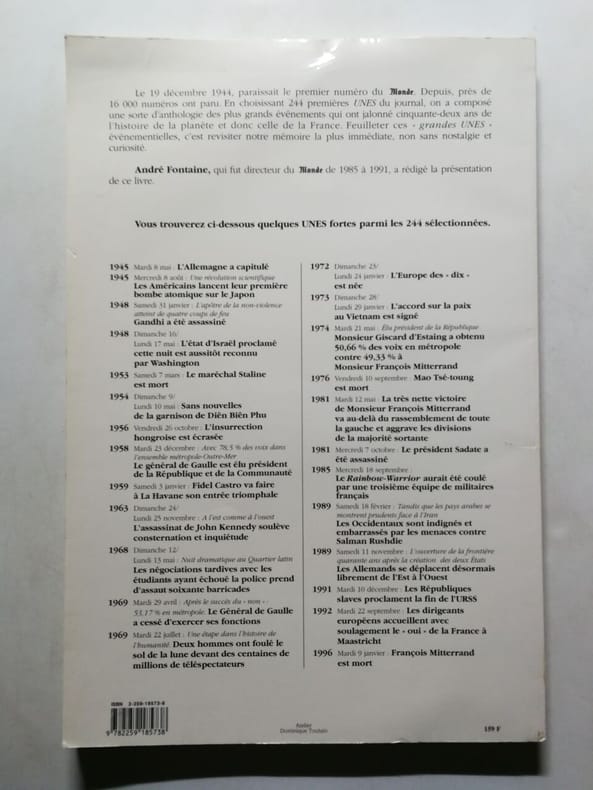 Le 19 décembre 1944, paraissait le premier numéro du Monde. Depuis, près de
16 000 numéros ont paru. En choisissant 244 premières UNES du journal, on a composé
une sorte d'anthologie des plus grands événements qui ont jalonné cinquante-deux ans de
l'histoire de la planète et donc celle de la France. Feuilleter ces « grandes UNES »
événementielles, c'est revisiter notre mémoire la plus immédiate, non sans nostalgie et
curiosité.
André Fontaine, qui fut directeur du Monde de 1985 à 1991, a rédigé la présentation
de ce livre.
Vous trouverez ci-dessous quelques UNES fortes parmi les 244 sélectionnées.
1945 Mardi 8 mai : L'Allemagne a capitulé
1945 Mercredi 8 août : Une révolution scientifique
Les Américains lancent leur première
bombe atomique sur le Japon
1948 Samedi 31 janvier : L'apôtre de la non-violence
atteint de quatre coups de feu
Gandhi a été assassiné
1948 Dimanche 16/
Lundi 17 mai : L'état d'Israël proclamé
cette nuit est aussitôt reconnu
par Washington
1953 Samedi 7 mars : Le maréchal Staline
est mort
1954 Dimanche 9/
Lundi 10 mai : Sans nouvelles
de la garnison de Diên Biên Phu
1956 Vendredi 26 octobre : L'insurrection
hongroise est écrasée
1958 Mardi 23 décembre : Avec 78,5 % des voix dans
l'ensemble métropole-Outre-Mer
Le général de Gaulle est élu président
de la République et de la Communauté
1959 Samedi 3 janvier : Fidel Castro va faire
à La Havane son entrée triomphale
1963 Dimanche 24/
Lundi 25 novembre : A l'est comme à l'ouest
L'assassinat de John Kennedy soulève
consternation et inquiétude
1968 Dimanche 12/
Lundi 13 mai : Nuit dramatique au Quartier latin
Les négociations tardives avec les
étudiants ayant échoué la police prend
d'assaut soixante barricades
1969 Mardi 29 avril : Après le succès du « non » :
53,17 % en métropole. Le Général de Gaulle
a cessé d'exercer ses fonctions
1969 Mardi 22 juillet : Une étape dans l'histoire de
l'humanité. Deux hommes ont foulé le
sol de la lune devant des centaines de
millions de téléspectateurs
1972 Dimanche 23/
Lundi 24 janvier : L'Europe des « dix »
est née
1973 Dimanche 28/
Lundi 29 janvier : L'accord sur la paix
au Vietnam est signé
1974 Mardi 21 mai : Élu président de la République
Monsieur Giscard d'Estaing a obtenu
50,66 % des voix en métropole
contre 49,33 % à
Monsieur François Mitterrand
1976 Vendredi 10 septembre : Mao Tsé-toung
est mort
1981 Mardi 12 mai : La très nette victoire
de Monsieur François Mitterrand
va au-delà du rassemblement de toute
la gauche et aggrave les divisions
de la majorité sortante
1981 Mercredi 7 octobre : Le président Sadate a
été assassiné
1985 Mercredi 18 septembre :
Le Rainbow-Warrior aurait été coulé
par une troisième équipe de militaires
français
1989 Samedi 18 février : Tandis que les pays arabes se
montrent prudents face à l'Iran
Les Occidentaux sont indignés et
embarrassés par les menaces contre
Salman Rushdie
1989 Samedi 11 novembre : L'ouverture de la frontière
quarante ans après la création des deux États
Les Allemands se déplacent désormais
librement de l'Est à l'Ouest
1991 Mardi 10 décembre : Les Républiques
slaves proclament la fin de l'URSS
1992 Mardi 22 septembre : Les dirigeants
européens accueillent avec
soulagement le « oui » de la France à
Maastricht
1996 Mardi 9 janvier : François Mitterrand
est mort
ISBN 2-259-18573-8
9 782259 185738
Atelier
Dominique Toutain
159 F